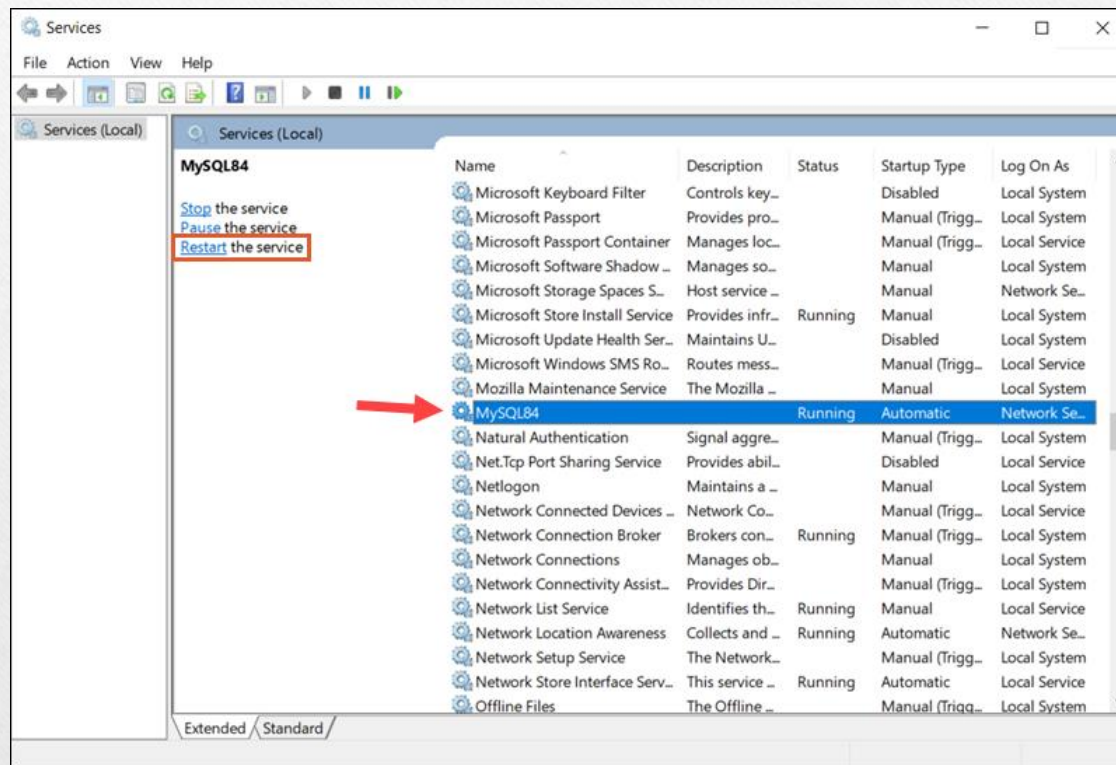 Services
File Action View Help
Services (Local)
Services (Local)
MySQL84
Stop the service
Pause the service
Restart the service
Name Description Status Startup Type Log On As
Microsoft Keyboard Filter Controls key... Disabled Local System
Microsoft Passport Provides pro... Manual (Trigg... Local System
Microsoft Passport Container Manages loc... Manual (Trigg... Local Service
Microsoft Software Shadow ... Manages so... Manual Local System
Microsoft Storage Spaces S... Host service ... Manual Network Se...
Microsoft Store Install Service Provides infr... Running Manual Local System
Microsoft Update Health Ser... Maintains U... Disabled Local System
Microsoft Windows SMS Ro... Routes mess... Manual (Trigg... Local Service
Mozilla Maintenance Service The Mozilla ... Manual Local System
MySQL84 Running Automatic Network Se...
Natural Authentication Signal aggre... Manual (Trigg... Local System
Net.Tcp Port Sharing Service Provides abil... Disabled Local Service
Netlogon Maintains a ... Manual Local System
Network Connected Devices ... Network Co... Manual (Trigg... Local Service
Network Connection Broker Brokers con... Running Manual (Trigg... Local System
Network Connections Manages ob... Manual Local System
Network Connectivity Assist... Provides Dir... Manual (Trigg... Local System
Network List Service Identifies th... Running Manual Local Service
Network Location Awareness Collects and ... Running Automatic Network Se...
Network Setup Service The Network... Manual (Trigg... Local System
Network Store Interface Serv... This service ... Running Automatic Local Service
Offline Files The Offline ... Manual (Trigg... Local System
Extended Standard